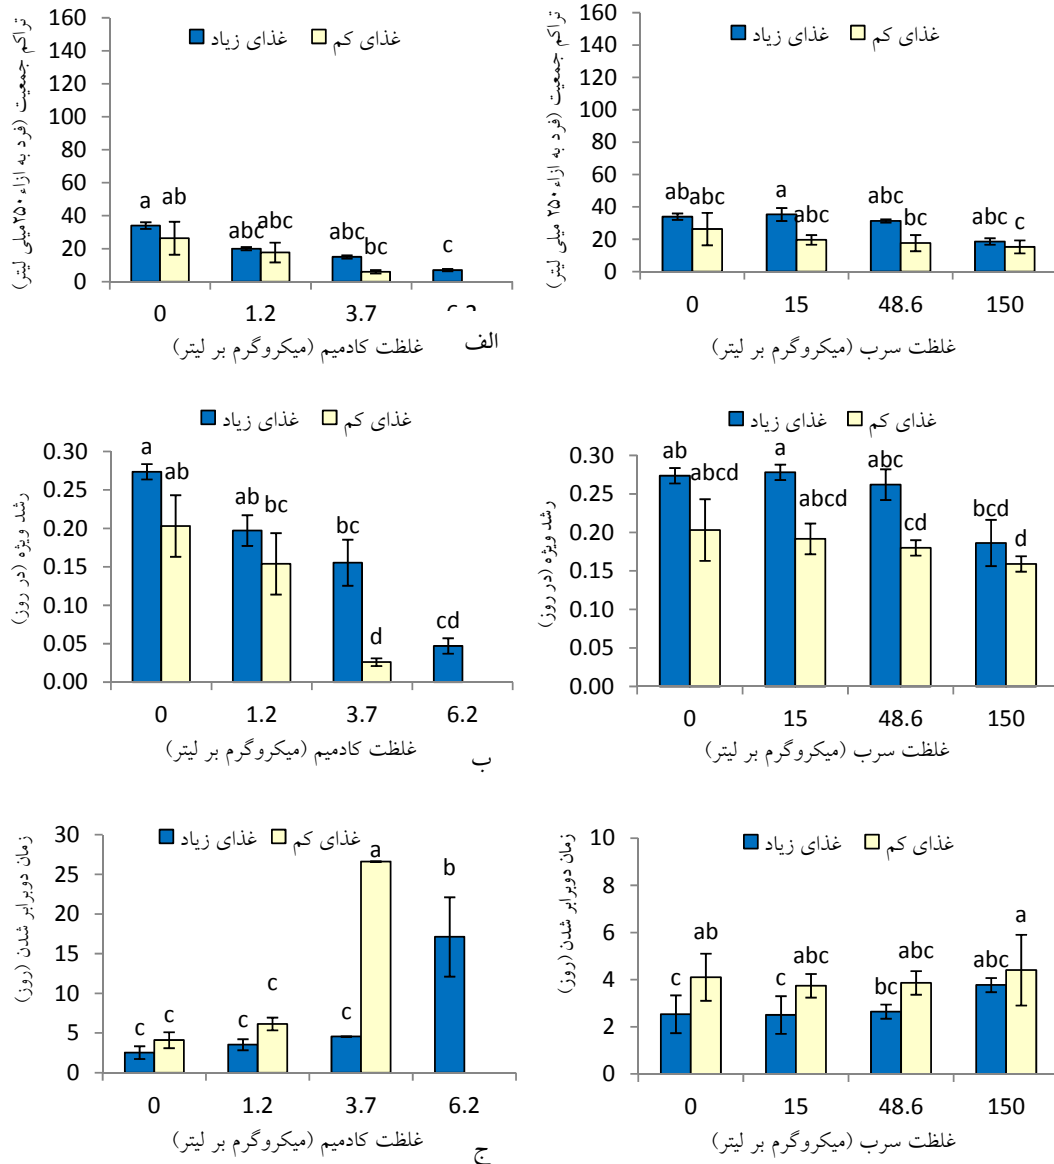 تراکم جمعیت (فرد به ازاء ۲۵۰میلی لیتر)
160
140
120
100
80
60
40
20
0
غذای زیاد غذای کم
a ab abc abc abc bc c
0 1.2 3.7
غلظت کادمیم (میکروگرم بر لیتر)
الف
تراکم جمعیت (فرد به ازاء ۲۵۰ میلی لیتر)
160
140
120
100
80
60
40
20
0
غذای زیاد غذای کم
ab abc a abc abc bc abc c
0 15 48.6 150
غلظت سرب (میکروگرم بر لیتر)
رشد ویژه (در روز)
غذای زیاد غذای کم
0.30
0.25
0.20
0.15
0.10
0.05
0.00
a ab ab bc bc d cd
0 1.2 3.7 6.2
غلظت کادمیم (میکروگرم بر لیتر)
ب
رشد ویژه (در روز)
غذای زیاد غذای کم
0.30
0.25
0.20
0.15
0.10
0.05
0.00
ab abcd a abcd abc cd bcd d
0 15 48.6 150
غلظت سرب (میکروگرم بر لیتر)
زمان دوبرابر شدن (روز)
30
25
20
15
10
5
0
غذای زیاد غذای کم
c c c c c a b
0 1.2 3.7 6.2
غلظت کادمیم (میکروگرم بر لیتر)
ج
زمان دوبرابر شدن (روز)
10
8
6
4
2
0
غذای زیاد غذای کم
c ab c abc bc abc abc a
0 15 48.6 150
غلظت سرب (میکروگرم بر لیتر)